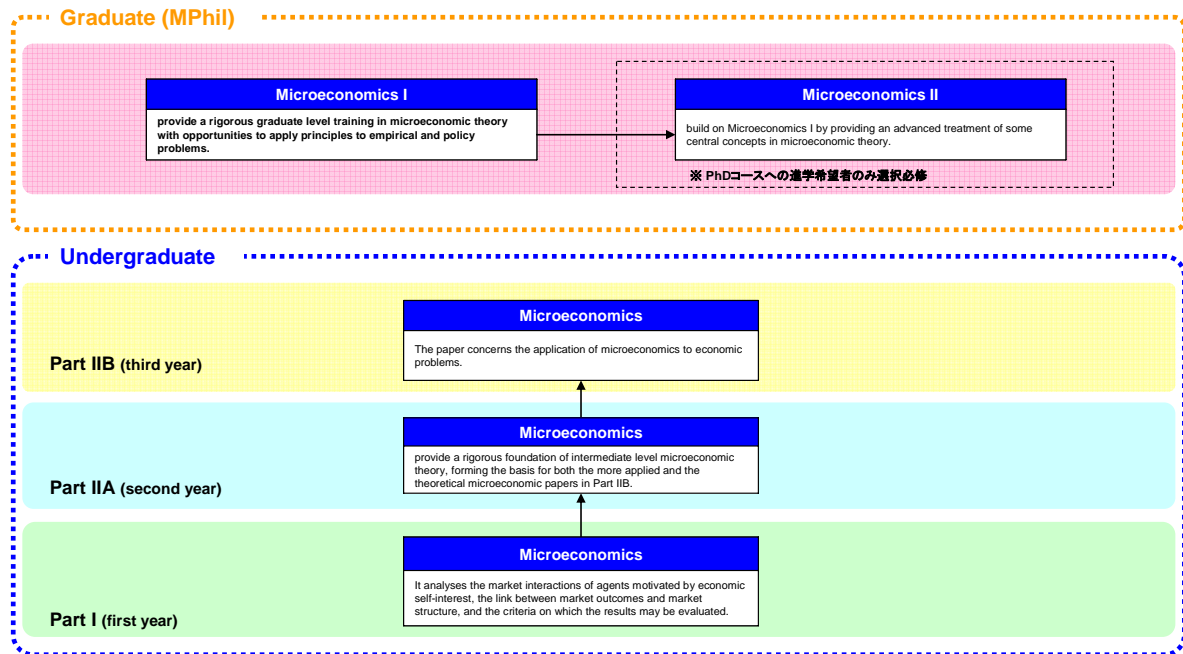 Graduate (MPhil)
Microeconomics I
provide a rigorous graduate level training in microeconomic theory
with opportunities to apply principles to empirical and policy
problems.
Microeconomics II
build on Microeconomics I by providing an advanced treatment of some
central concepts in microeconomic theory.
※ PhDコースへの進学希望者のみ選択必修
Undergraduate
Part IIB (third year)
Microeconomics
The paper concerns the application of microeconomics to economic
problems.
Part IIA (second year)
Microeconomics
provide a rigorous foundation of intermediate level microeconomic
theory, forming the basis for both the more applied and the
theoretical microeconomic papers in Part IIB.
Part I (first year)
Microeconomics
It analyses the market interactions of agents motivated by economic
self-interest, the link between market outcomes and market
structure, and the criteria on which the results may be evaluated.